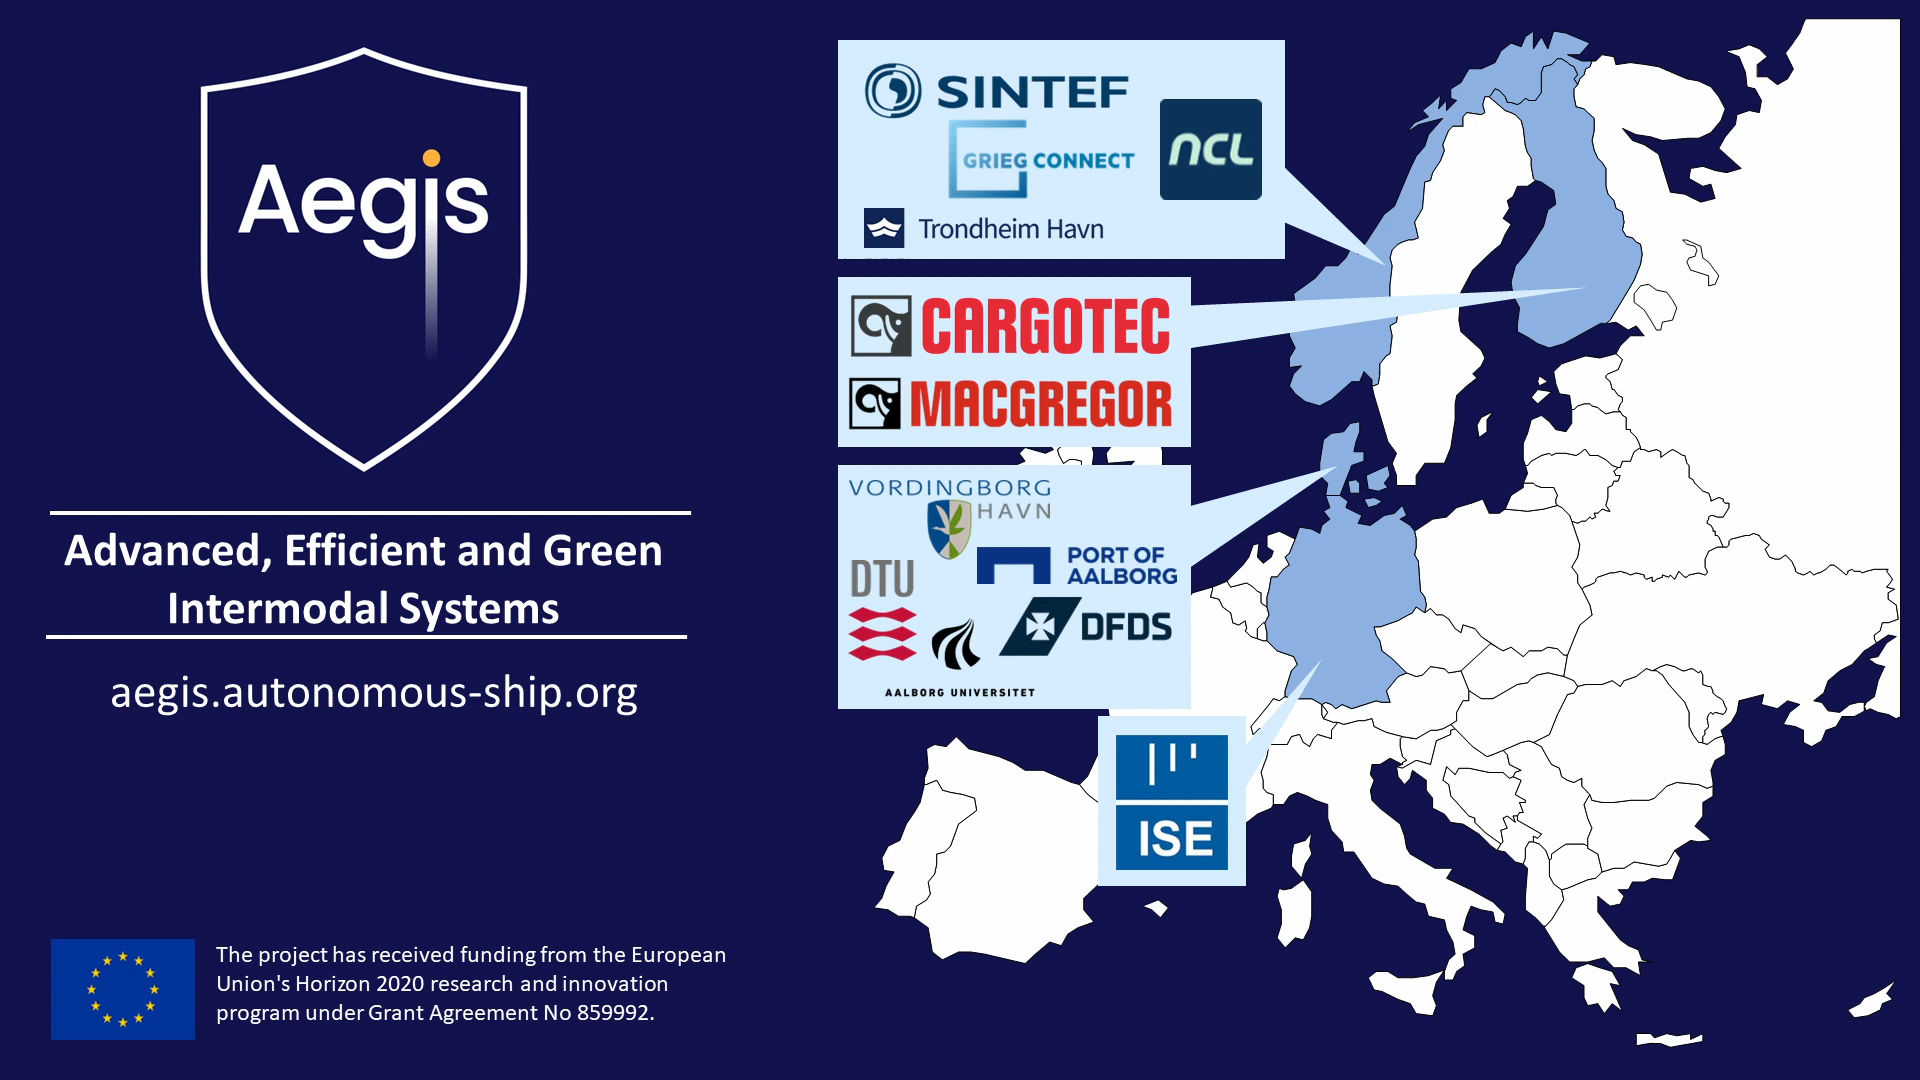 Aegis
Advanced, Efficient and Green
Intermodal Systems
aegis.autonomous-ship.org
The project has received funding from the European
Union's Horizon 2020 research and innovation
program under Grant Agreement No 859992.
SINTEF
GRIEG CONNECT
NCL
Trondheim Havn
CARGOTEC
MACGREGOR
VORDINGBORG
HAVN
DTU
PORT OF
AALBORG
DFDS
AALBORG UNIVERSITET
ISE